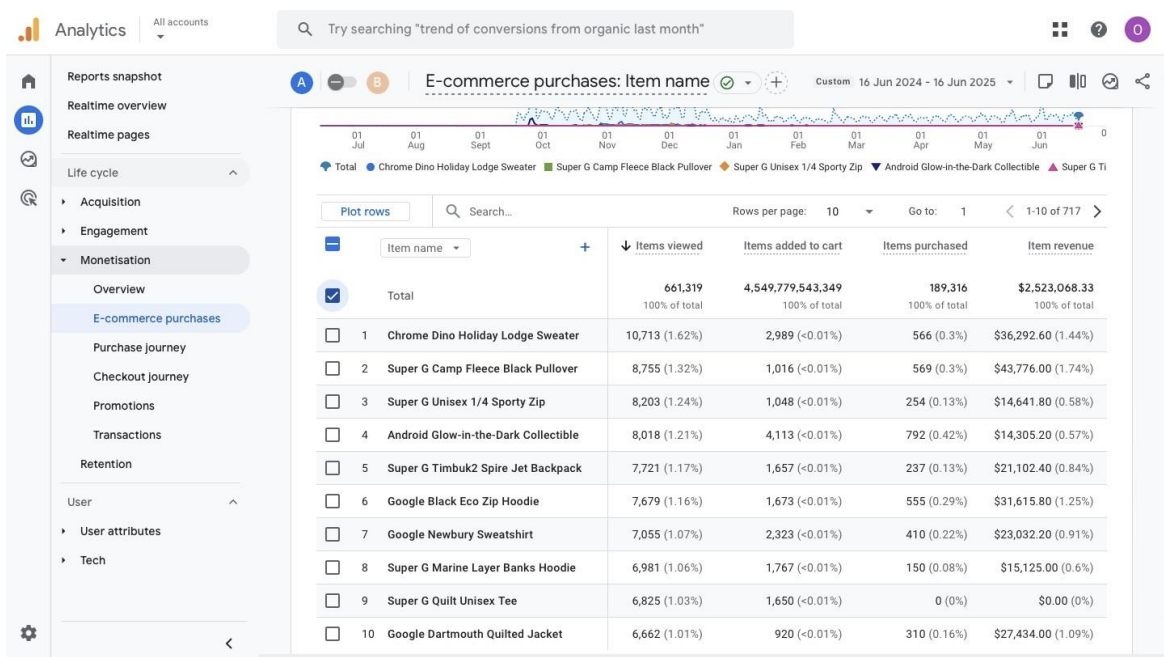 Analytics
All accounts
Try searching "trend of conversions from organic last month"
O
Reports snapshot
Realtime overview
Realtime pages
Life cycle
Acquisition
Engagement
Monetisation
Overview
E-commerce purchases
Purchase journey
Checkout journey
Promotions
Transactions
Retention
User
User attributes
Tech
A
B
E-commerce purchases: Item name
Custom 16 Jun 2024 - 16 Jun 2025
01 01 01 01 01 01 01 01 01 01 01 01 0
Jul Aug Sept Oct Nov Dec Jan Feb Mar Apr May Jun
Total Chrome Dino Holiday Lodge Sweater Super G Camp Fleece Black Pullover Super G Unisex 1/4 Sporty Zip Android Glow-in-the-Dark Collectible Super G Ti
Plot rows Search… Rows per page: 10 Go to: 1 1-10 of 717
Item name + Items viewed Items added to cart Items purchased Item revenue
Total 661,319 4,549,779,543,349 189,316 $2,523,068.33
100% of total 100% of total 100% of total 100% of total
1 Chrome Dino Holiday Lodge Sweater 10,713 (1.62%) 2,989 (<0.01%) 566 (0.3%) $36,292.60 (1.44%)
2 Super G Camp Fleece Black Pullover 8,755 (1.32%) 1,016 (<0.01%) 569 (0.3%) $43,776.00 (1.74%)
3 Super G Unisex 1/4 Sporty Zip 8,203 (1.24%) 1,048 (<0.01%) 254 (0.13%) $14,641.80 (0.58%)
4 Android Glow-in-the-Dark Collectible 8,018 (1.21%) 4,113 (<0.01%) 792 (0.42%) $14,305.20 (0.57%)
5 Super G Timbuk2 Spire Jet Backpack 7,721 (1.17%) 1,657 (<0.01%) 237 (0.13%) $21,102.40 (0.84%)
6 Google Black Eco Zip Hoodie 7,679 (1.16%) 1,673 (<0.01%) 555 (0.29%) $31,615.80 (1.25%)
7 Google Newbury Sweatshirt 7,055 (1.07%) 2,323 (<0.01%) 410 (0.22%) $23,032.20 (0.91%)
8 Super G Marine Layer Banks Hoodie 6,981 (1.06%) 1,767 (<0.01%) 150 (0.08%) $15,125.00 (0.6%)
9 Super G Quilt Unisex Tee 6,825 (1.03%) 1,650 (<0.01%) 0 (0%) $0.00 (0%)
10 Google Dartmouth Quilted Jacket 6,662 (1.01%) 920 (<0.01%) 310 (0.16%) $27,434.00 (1.09%)